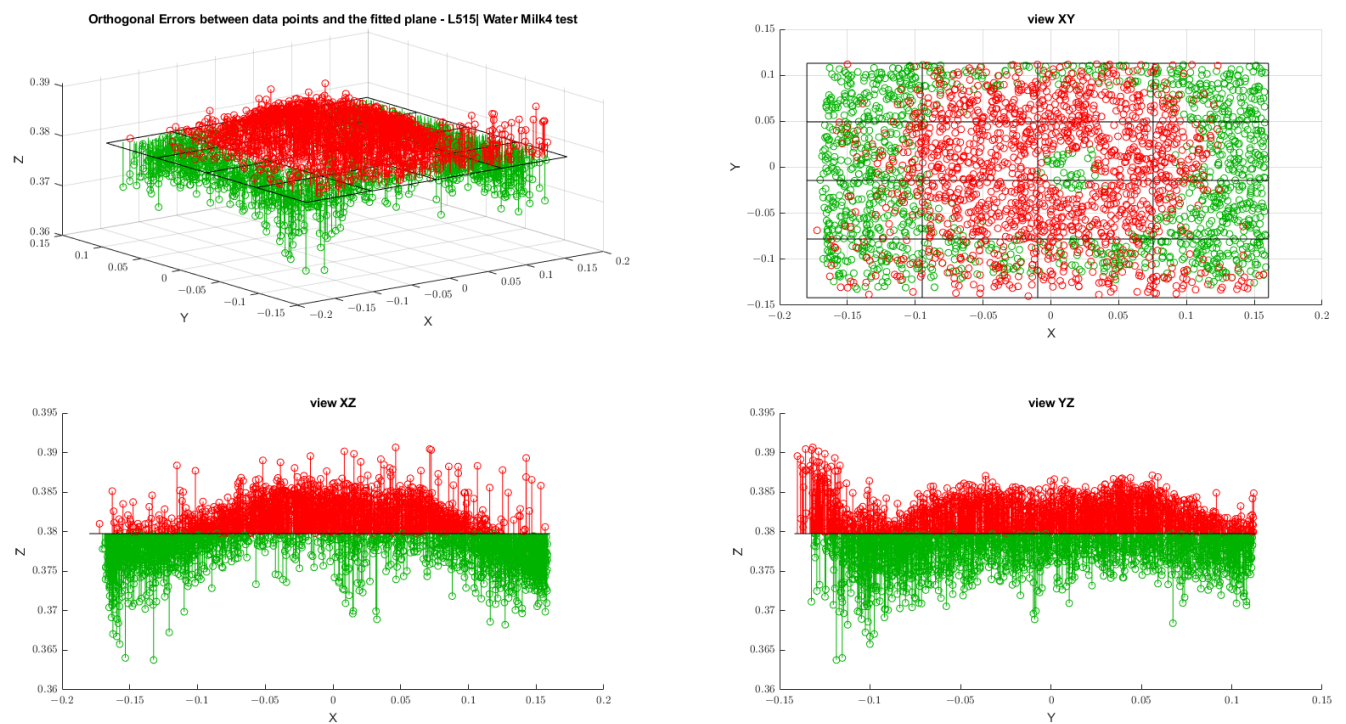 Orthogonal Errors between data points and the fitted plane - L515| Water Milk4 test
0.39
0.38
0.37
0.36
Z
0.15
0.1
0.05
0
−0.05
−0.1
−0.15
Y
−0.2
−0.15
−0.1
−0.05
0
0.05
0.1
0.15
0.2
X
view XY
0.15
0.1
0.05
0
−0.05
−0.1
−0.15
Y
−0.2 −0.15 −0.1 −0.05 0 0.05 0.1 0.15 0.2
X
view XZ
0.395
0.39
0.385
0.38
0.375
0.37
0.365
0.36
Z
−0.2 −0.15 −0.1 −0.05 0 0.05 0.1 0.15 0.2
X
view YZ
0.395
0.39
0.385
0.38
0.375
0.37
0.365
0.36
Z
−0.15 −0.1 −0.05 0 0.05 0.1 0.15
Y